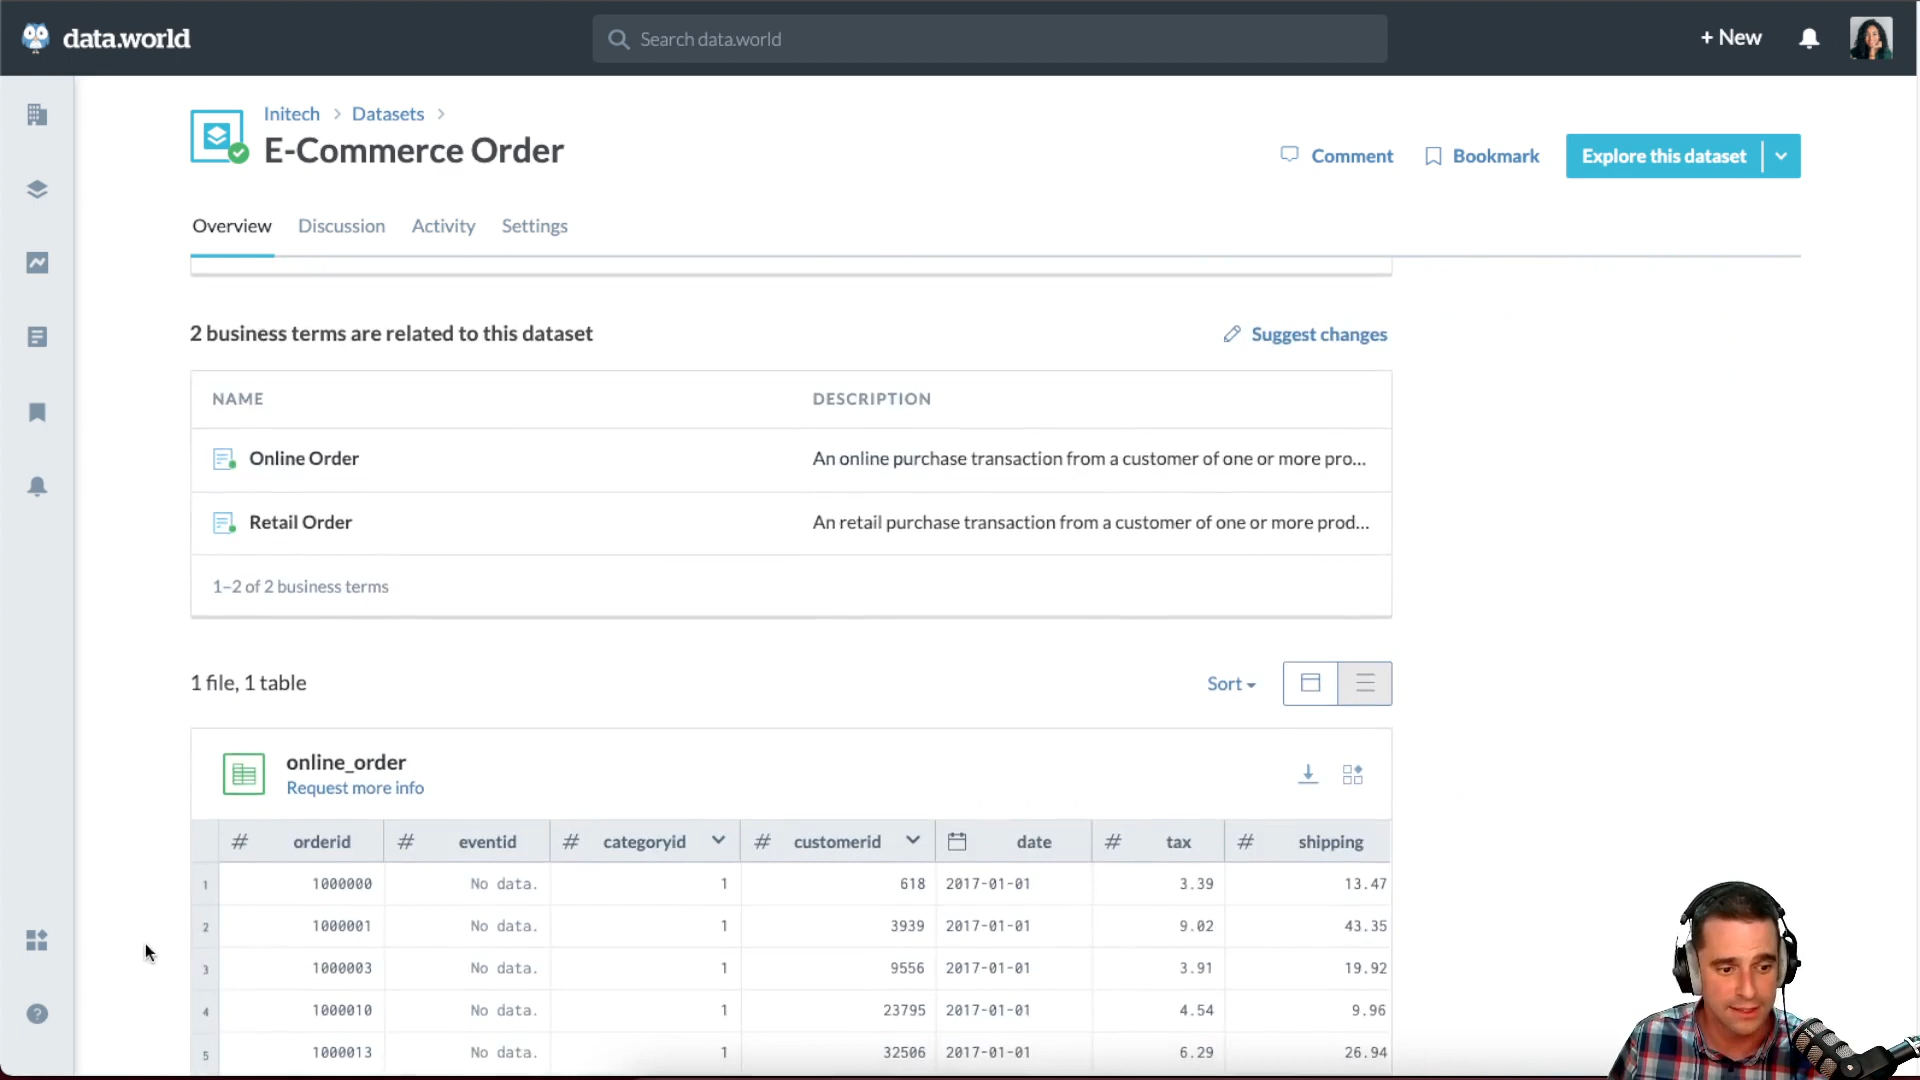 data.world
Search data.world
+ New
Initech > Datasets >
E-Commerce Order
Comment
Bookmark
Explore this dataset
Overview Discussion Activity Settings
2 business terms are related to this dataset
Suggest changes
NAME DESCRIPTION
Online Order An online purchase transaction from a customer of one or more pro...
Retail Order An retail purchase transaction from a customer of one or more prod...
1–2 of 2 business terms
1 file, 1 table
Sort
online_order
Request more info
# orderid # eventid # categoryid # customerid date # tax # shipping
1 1000000 No data. 1 618 2017-01-01 3.39 13.47
2 1000001 No data. 1 3939 2017-01-01 9.02 43.35
3 1000003 No data. 1 9556 2017-01-01 3.91 19.92
4 1000010 No data. 1 23795 2017-01-01 4.54 9.96
5 1000013 No data. 1 32506 2017-01-01 6.29 26.94
?